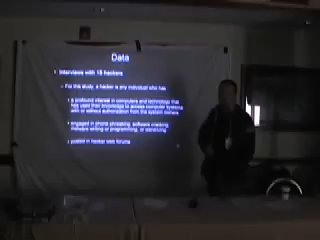 Data
• Interviews with 15 hackers
– For this study, a hacker is any individual who has
• a profound interest in computers and technology that
has used their knowledge to access computer systems
with or without authorization from the system owners
• engaged in phone phreaking, software cracking,
malware writing or programming, or
• posted in hacker web forums